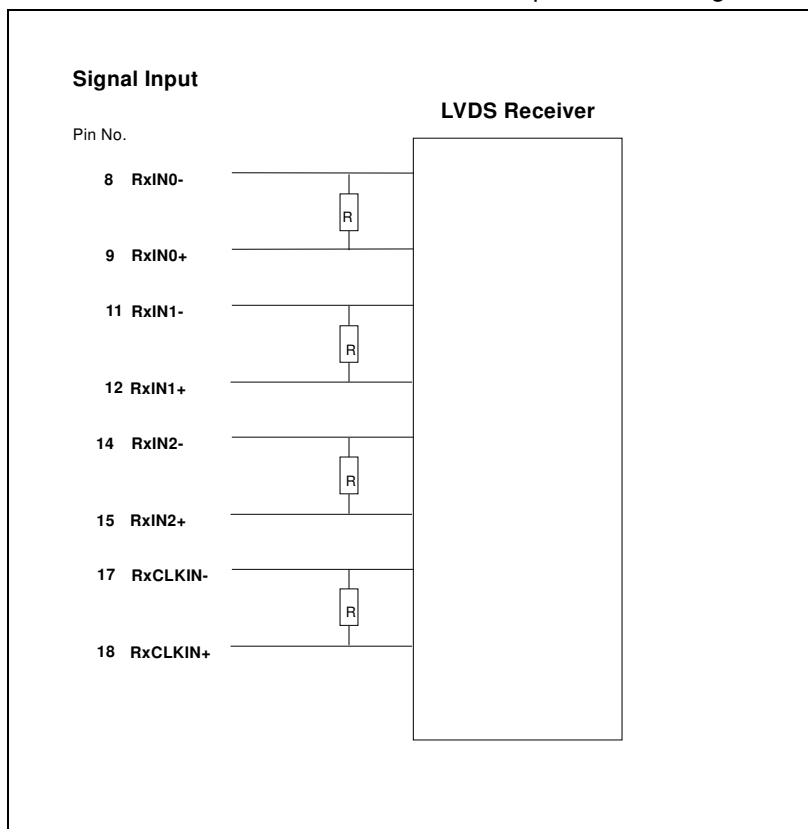 Signal Input
LVDS Receiver
Pin No.
8 RxIN0-
R
9 RxIN0+
11 RxIN1-
R
12 RxIN1+
14 RxIN2-
R
15 RxIN2+
17 RxCLKIN-
R
18 RxCLKIN+